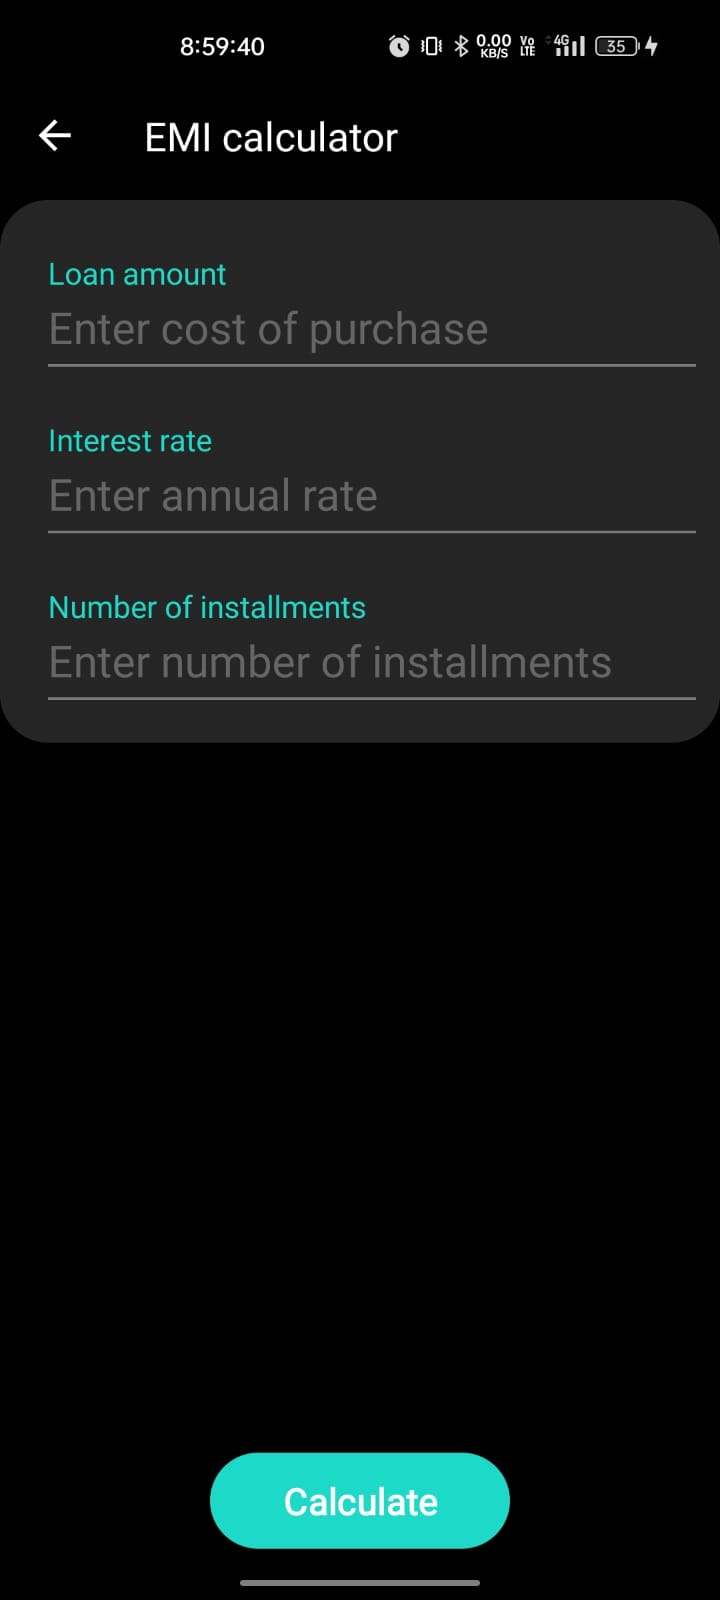 8:59:40 0.00 KB/S Vo LTE 4G 35
EMI calculator
Loan amount
Enter cost of purchase
Interest rate
Enter annual rate
Number of installments
Enter number of installments
Calculate